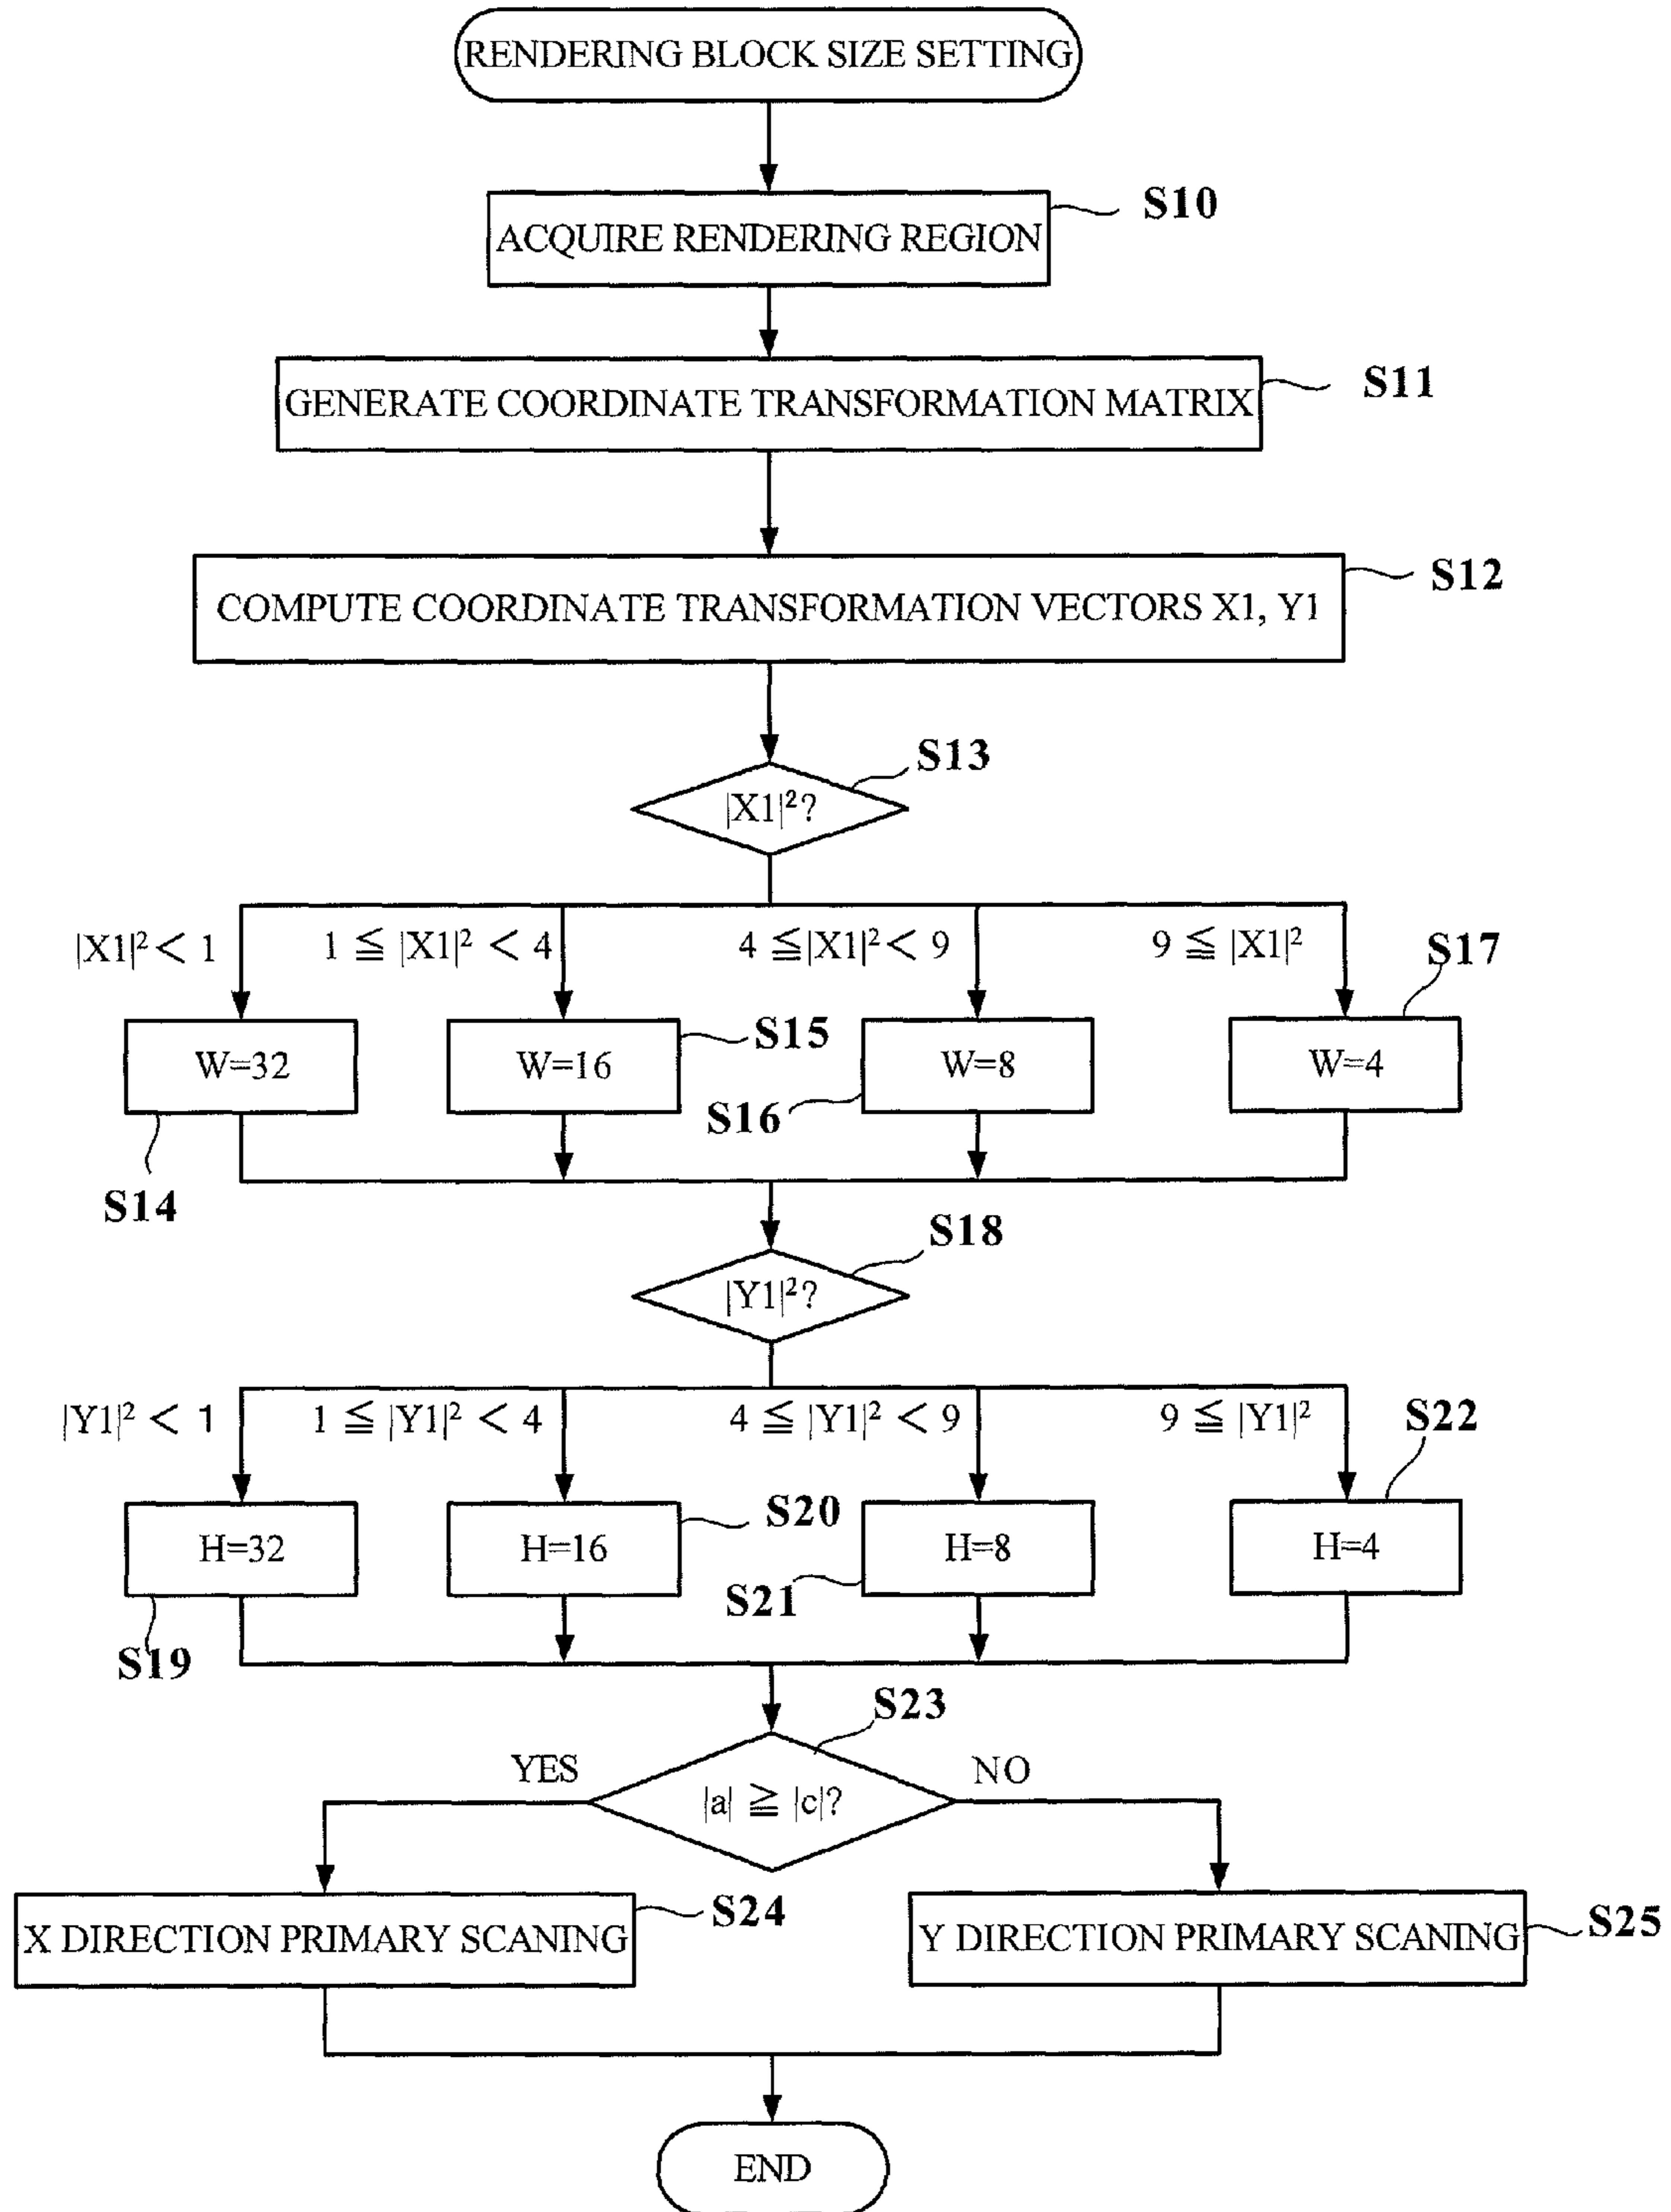 RENDERING BLOCK SIZE SETTING
S10
ACQUIRE RENDERING REGION
S11
GENERATE COORDINATE TRANSFORMATION MATRIX
S12
COMPUTE COORDINATE TRANSFORMATION VECTORS X1, Y1
S13
|X1|²?
|X1|² < 1
1 ≦ |X1|² < 4
4 ≦|X1|² < 9
9 ≦ |X1|²
S17
W=32
W=16
S15
W=8
W=4
S16
S14
S18
|Y1|²?
|Y1|² < 1
1 ≦ |Y1|² < 4
4 ≦ |Y1|² < 9
9 ≦ |Y1|²
S22
H=32
H=16
S20
H=8
H=4
S21
S19
S23
YES
NO
|a| ≧ |c|?
X DIRECTION PRIMARY SCANING
S24
Y DIRECTION PRIMARY SCANING
S25
END